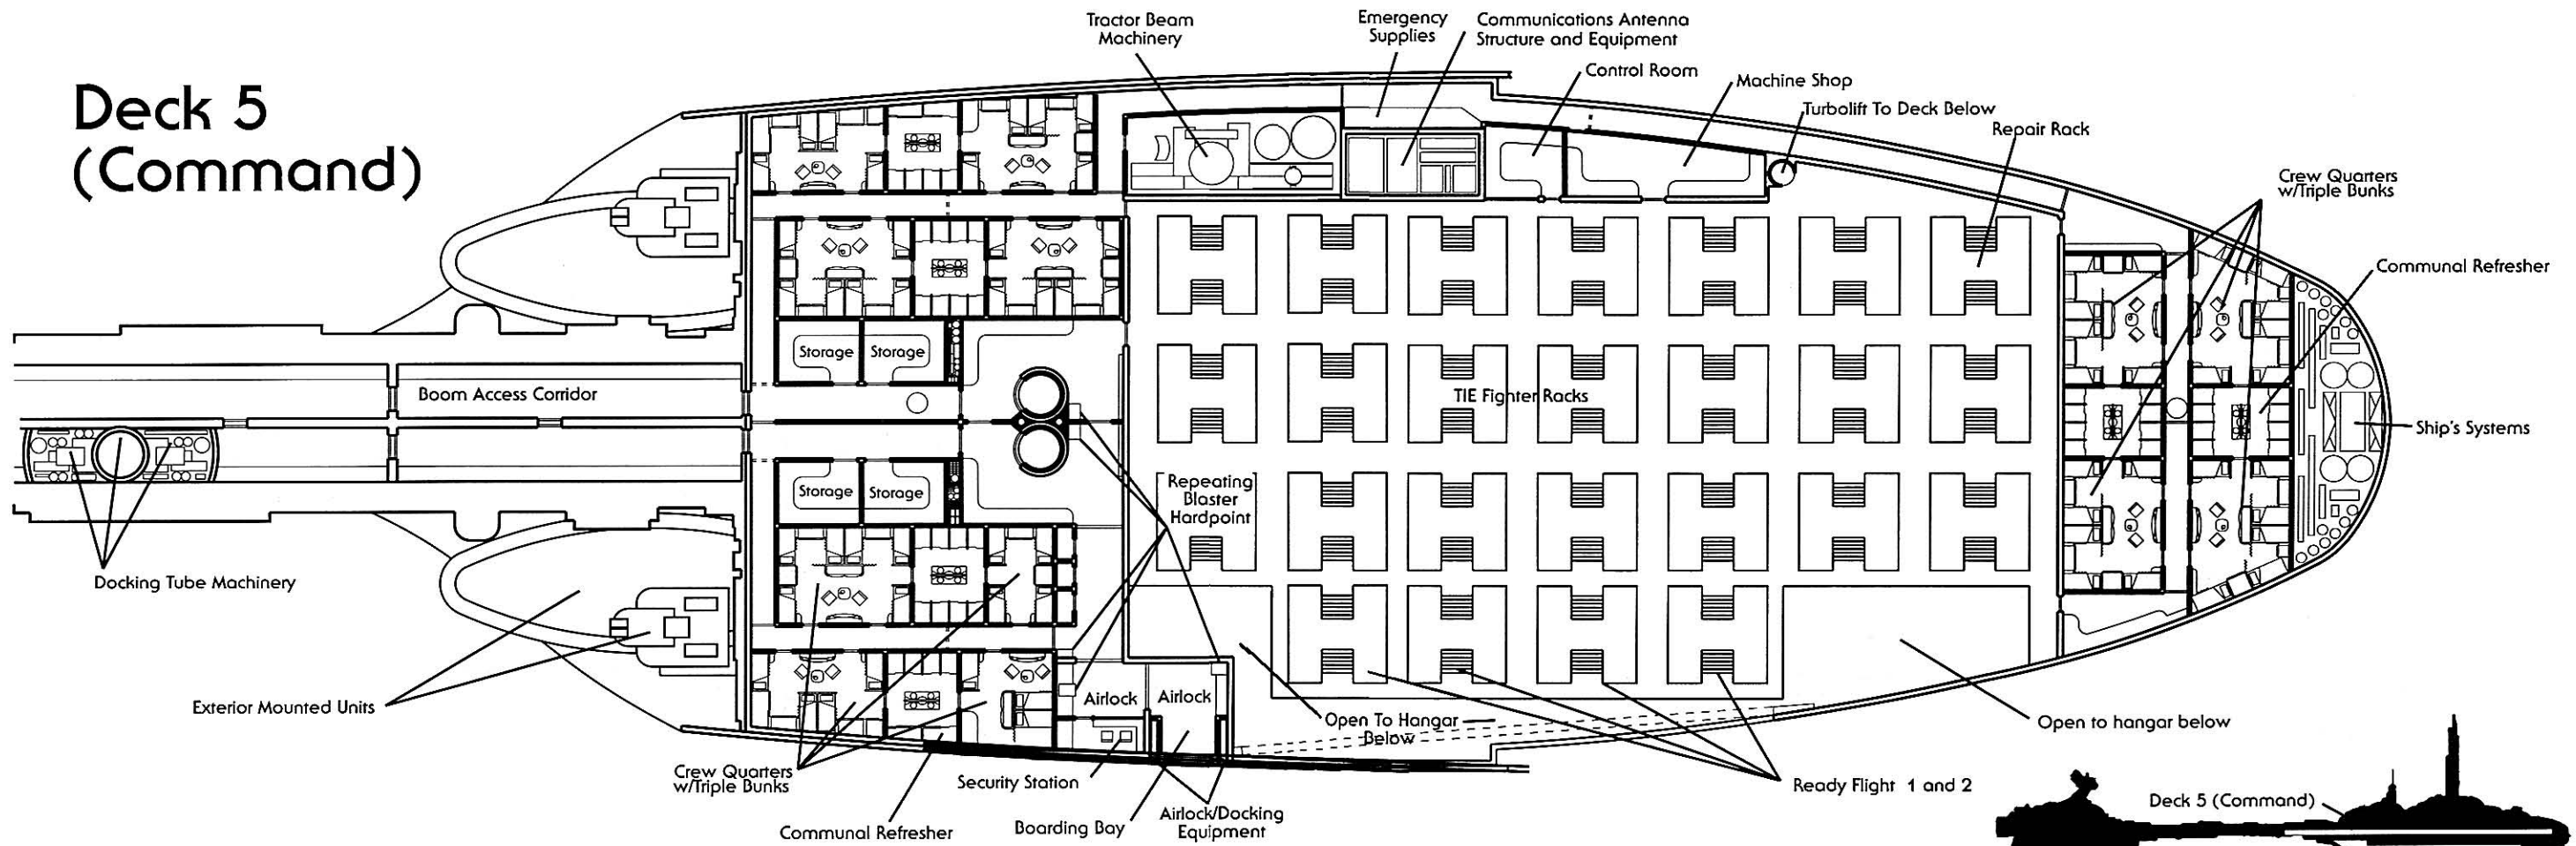 Deck 5
(Command)
Tractor Beam
Machinery
Emergency
Supplies
Communications Antenna
Structure and Equipment
Control Room
Machine Shop
Turbolift To Deck Below
Repair Rack
Crew Quarters
w/Triple Bunks
Communal Refresher
Ship's Systems
Storage
Storage
Boom Access Corridor
TIE Fighter Racks
Storage
Storage
Repeating
Blaster
Hardpoint
Docking Tube Machinery
Exterior Mounted Units
Airlock
Airlock
Open To Hangar
Below
Open to hangar below
Crew Quarters
w/Triple Bunks
Security Station
Communal Refresher
Boarding Bay
Airlock/Docking
Equipment
Ready Flight 1 and 2
Deck 5 (Command)